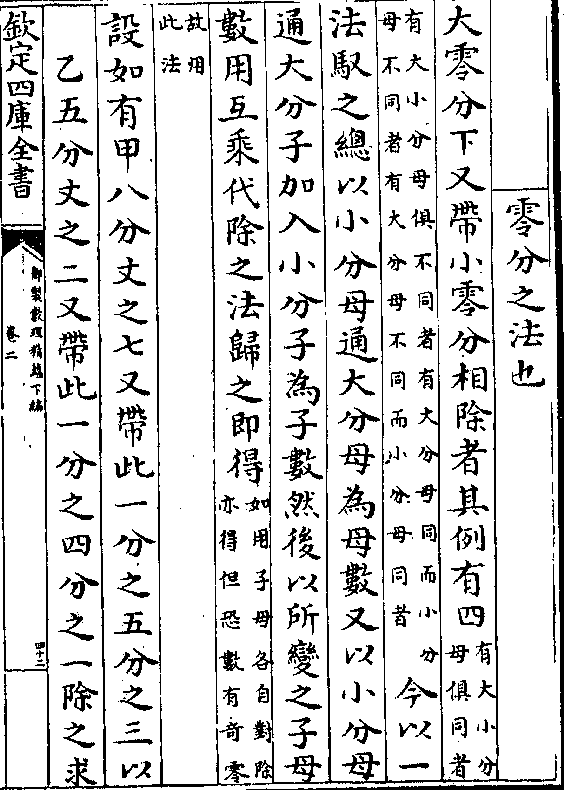 零分之法也
大零分下又帶小零分相除者其例有四有大小分母俱同者
有大小分母俱不同者有大分母同而小分母不同者有大分母不同而小分母同者今以一
法馭之總以小分母通大分母為母數又以小分母
通大分子加入小分子為子數然後以所變之子母
數用互乘代除之法歸之即得如用子母各自對除亦得但恐數有奇零
故用此法
設如有甲八分丈之七又帶此一分之五分之三以
乙五分丈之二又帶此一分之四分之一除之求
欽定四庫全書
御製數理精蘊下編
卷二
四十二